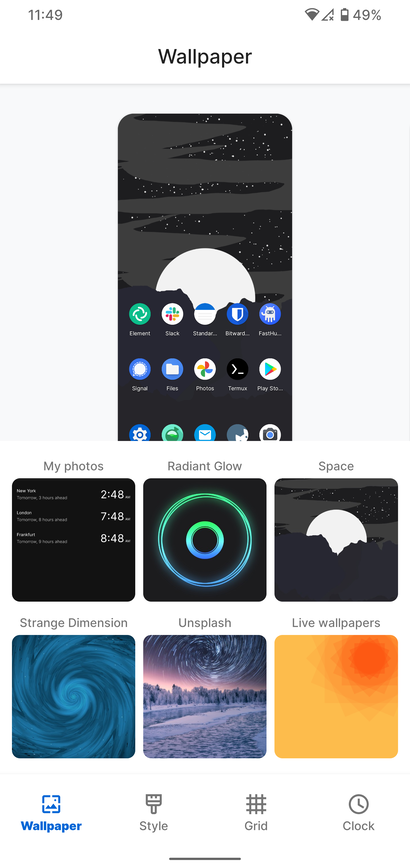 11:49
49%
Wallpaper
Element
Slack
Standar...
Bitward...
FastHu...
Signal
Files
Photos
Termux
Play Sto...
My photos
Radiant Glow
Space
New York
Tomorrow, 3 hours ahead
2:48 AM
London
Tomorrow, 8 hours ahead
7:48 AM
Frankfurt
Tomorrow, 9 hours ahead
8:48 AM
Strange Dimension
Unsplash
Live wallpapers
Wallpaper
Style
Grid
Clock